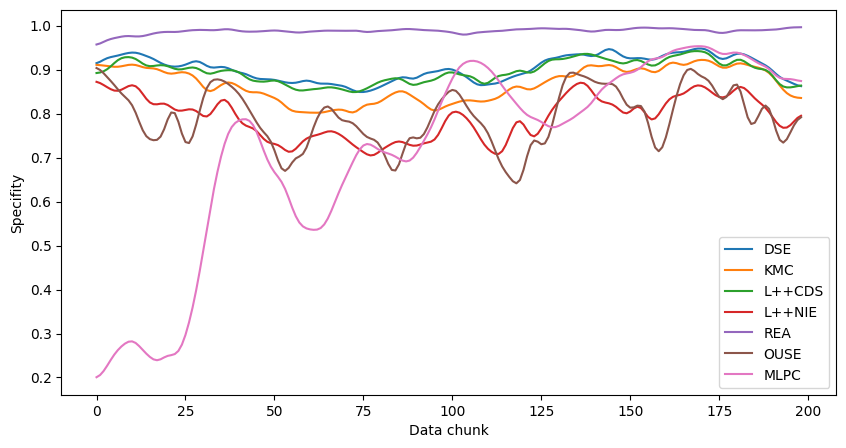 1.0
0.9
0.8
0.7
0.6
0.5
0.4
0.3
0.2
Specifity
0
25
50
75
100
125
150
175
200
Data chunk
DSE
KMC
L++CDS
L++NIE
REA
OUSE
MLPC